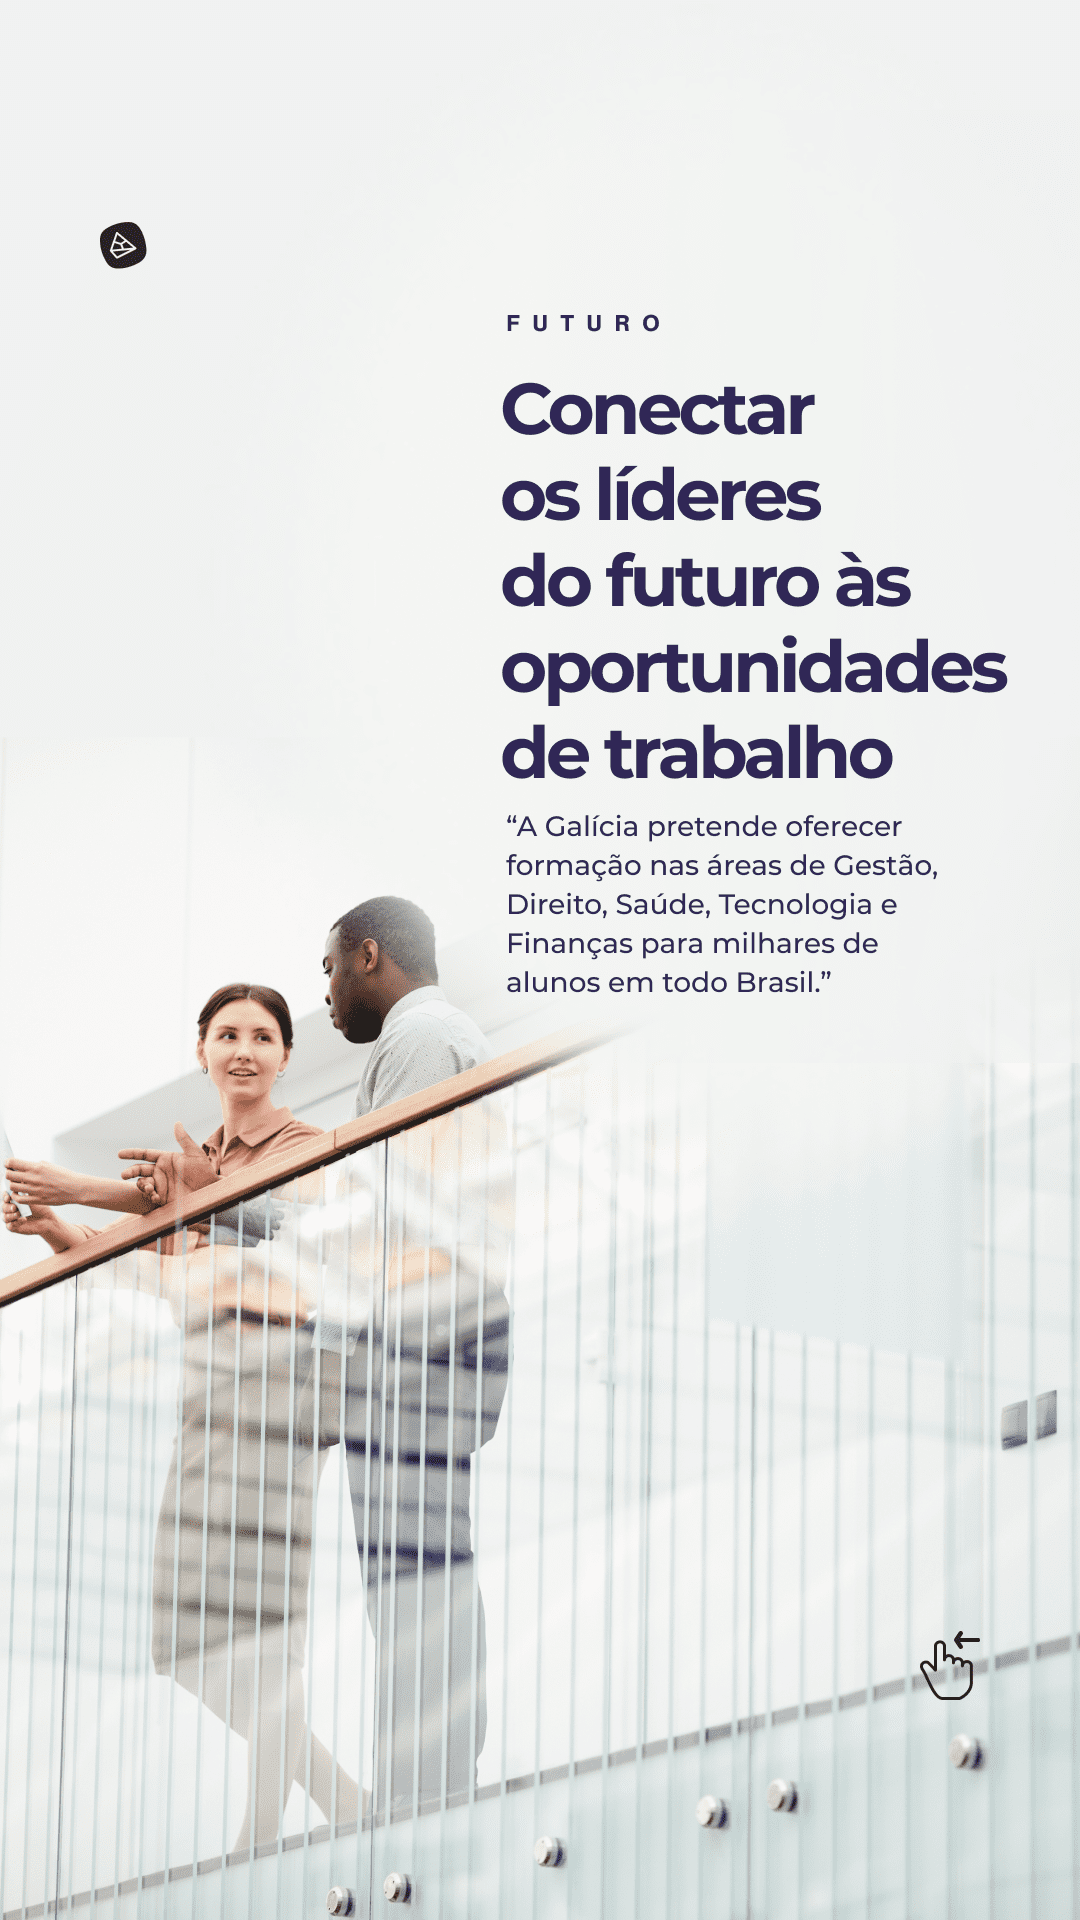 FUTURO
Conectar
os líderes
do futuro às
oportunidades
de trabalho
“A Galícia pretende oferecer
formação nas áreas de Gestão,
Direito, Saúde, Tecnologia e
Finanças para milhares de
alunos em todo Brasil.”